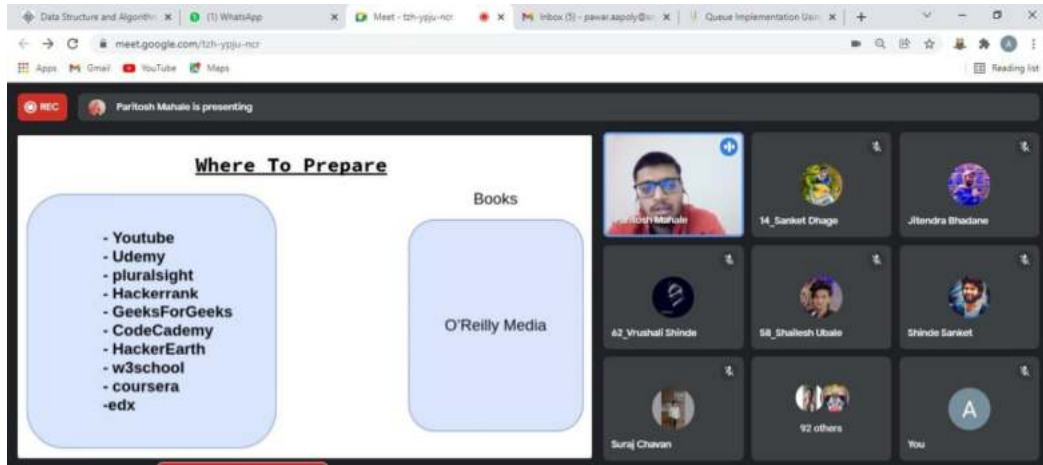 Data Structure and Algorithm
(1) WhatsApp
Meet - tzh-ypju-ncr
Inbox (5) - pawar.aapoly@
Queue Implementation Usin
meet.google.com/tzh-ypju-ncr
A
Apps
Gmail
YouTube
Maps
Reading list
REC
Paritosh Mahale is presenting
Where To Prepare
- Youtube
- Udemy
- pluralsight
- Hackerrank
- GeeksForGeeks
- CodeCademy
- HackerEarth
- w3school
- coursera
-edx
Books
O'Reilly Media
Paritosh Mahale
14_Sanket Dhage
Jitendra Bhadane
62_Vrushali Shinde
58_Shailesh Ubale
Shinde Sanket
Suraj Chavan
92 others
A
You